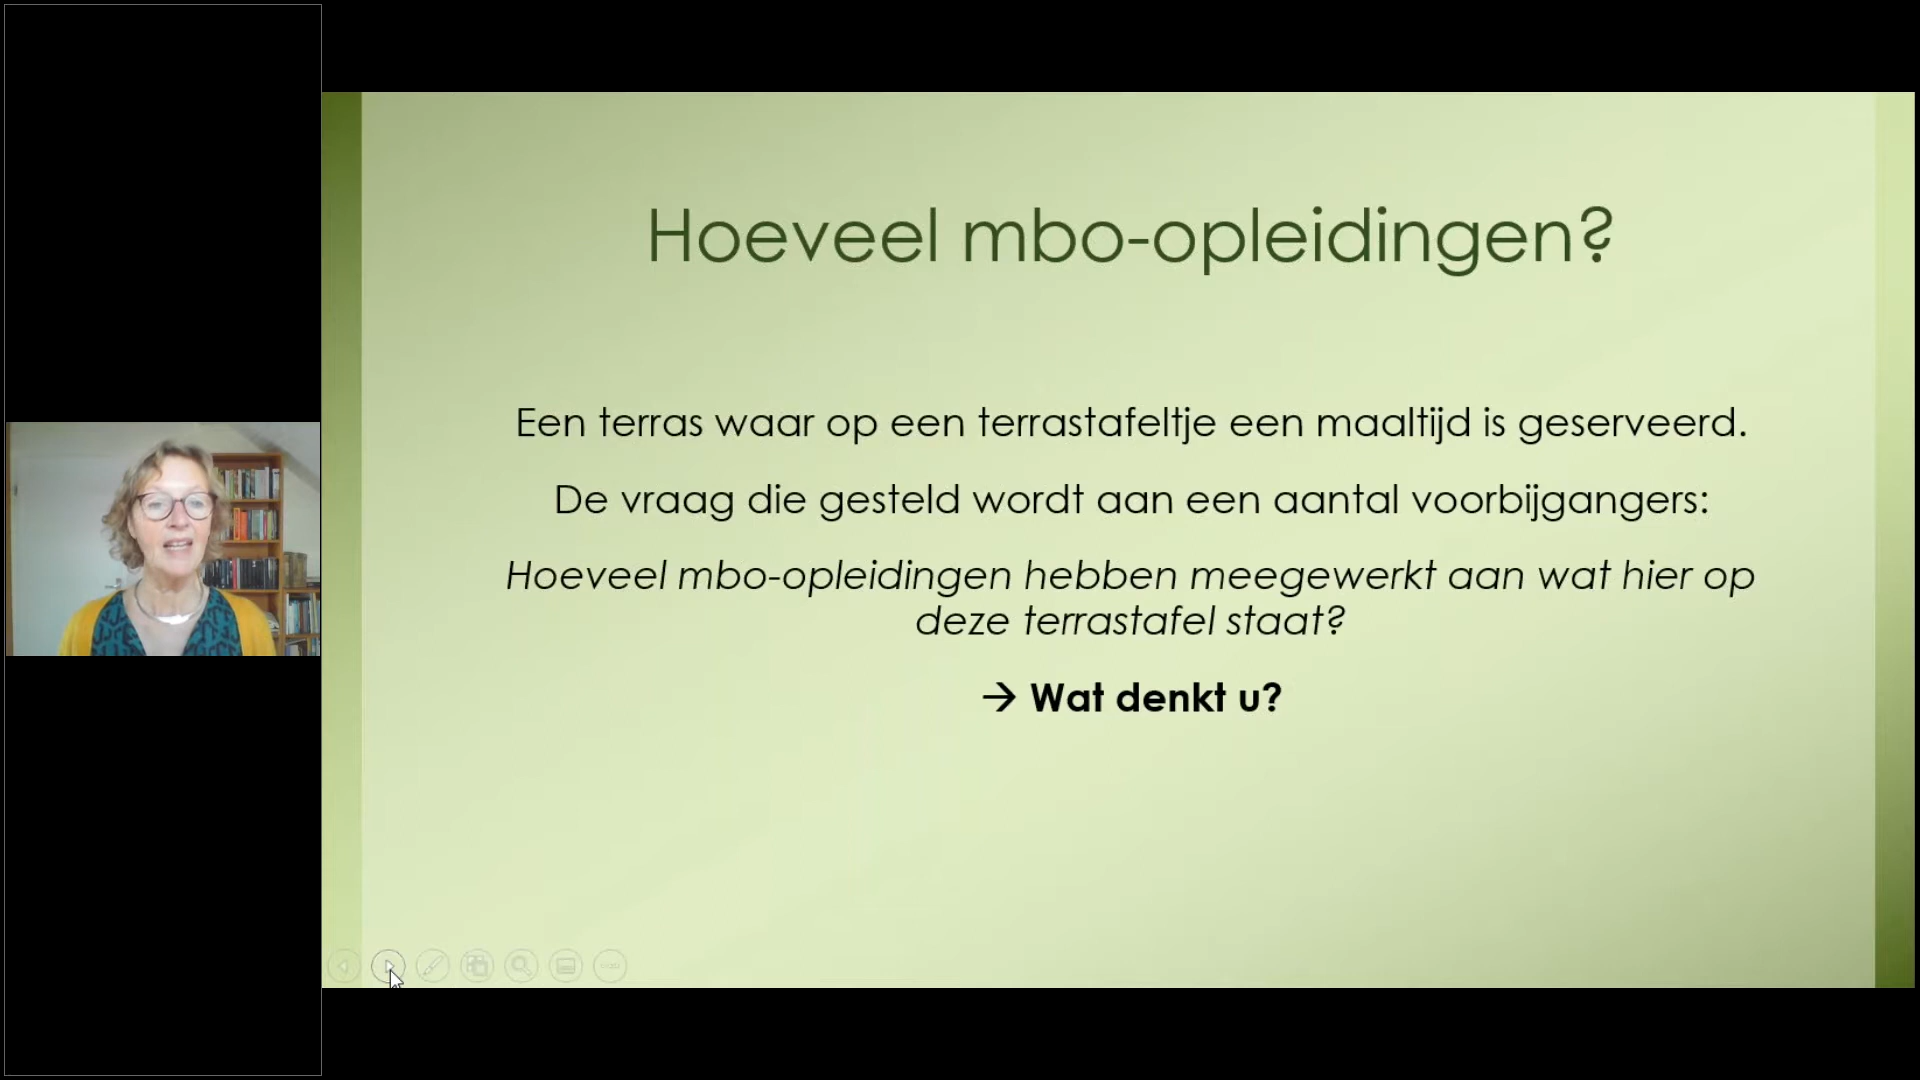 Hoeveel mbo-opleidingen?
Een terras waar op een terrastafeltje een maaltijd is geserveerd.
De vraag die gesteld wordt aan een aantal voorbijgangers:
Hoeveel mbo-opleidingen hebben meegewerkt aan wat hier op
deze terrastafel staat?
→ Wat denkt u?